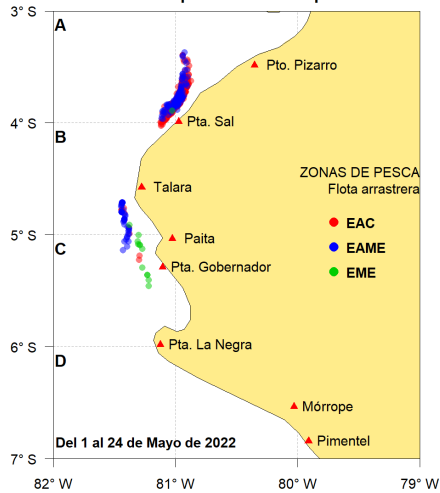 3° S
A
Pto. Pizarro
4° S
Pta. Sal
B
ZONAS DE PESCA
Flota arrastrera
Talara
EAC
5° S
Paita
EAME
C
Pta. Gobernador
EME
6° S
Pta. La Negra
D
Mórrope
Del 1 al 24 de Mayo de 2022
Pimentel
7° S
82° W
81° W
80° W
79° W